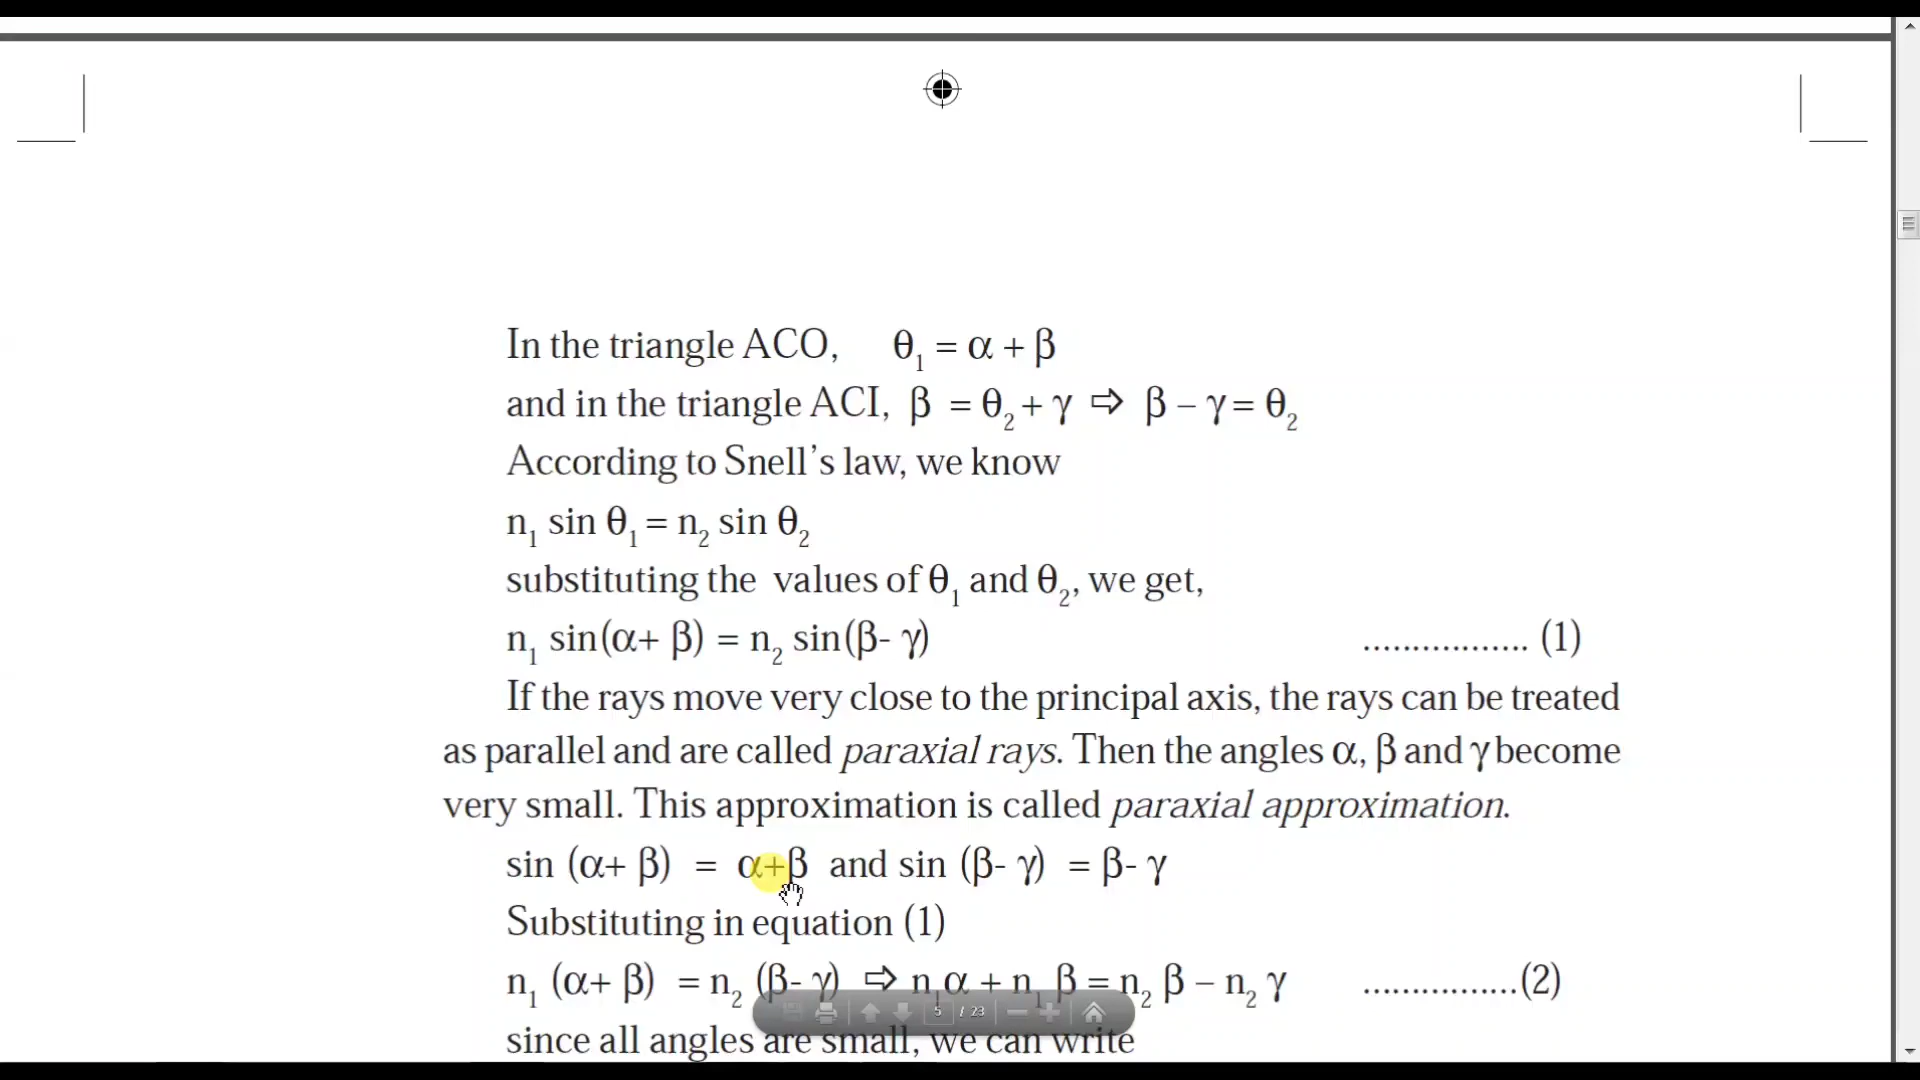 In the triangle ACO, θ₁ = α + β
and in the triangle ACI, β = θ₂ + γ ⇨ β – γ = θ₂
According to Snell’s law, we know
n₁ sin θ₁ = n₂ sin θ₂
substituting the values of θ₁ and θ₂, we get,
n₁ sin(α+ β) = n₂ sin(β- γ) ................. (1)
If the rays move very close to the principal axis, the rays can be treated
as parallel and are called paraxial rays. Then the angles α, β and γ become
very small. This approximation is called paraxial approximation.
sin (α+ β) = α+β and sin (β- γ) = β- γ
Substituting in equation (1)
n₁ (α+ β) = n₂ (β- γ) ⇨ n₁α + n₁ β = n₂ β – n₂ γ ................(2)
5 / 23
since all angles are small, we can write